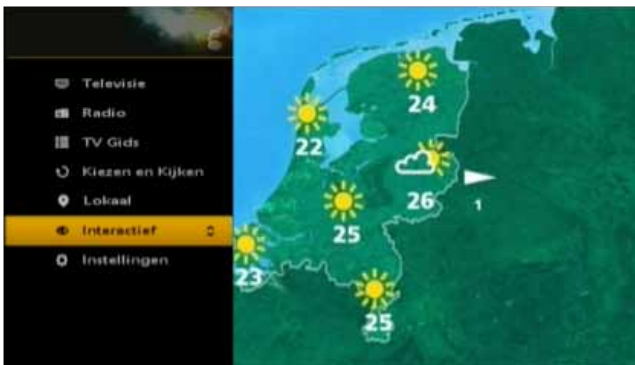 Televisie
Radio
TV Gids
Kiezen en Kijken
Lokaal
Interactief
Instellingen
24
22
26
1
25
23
25